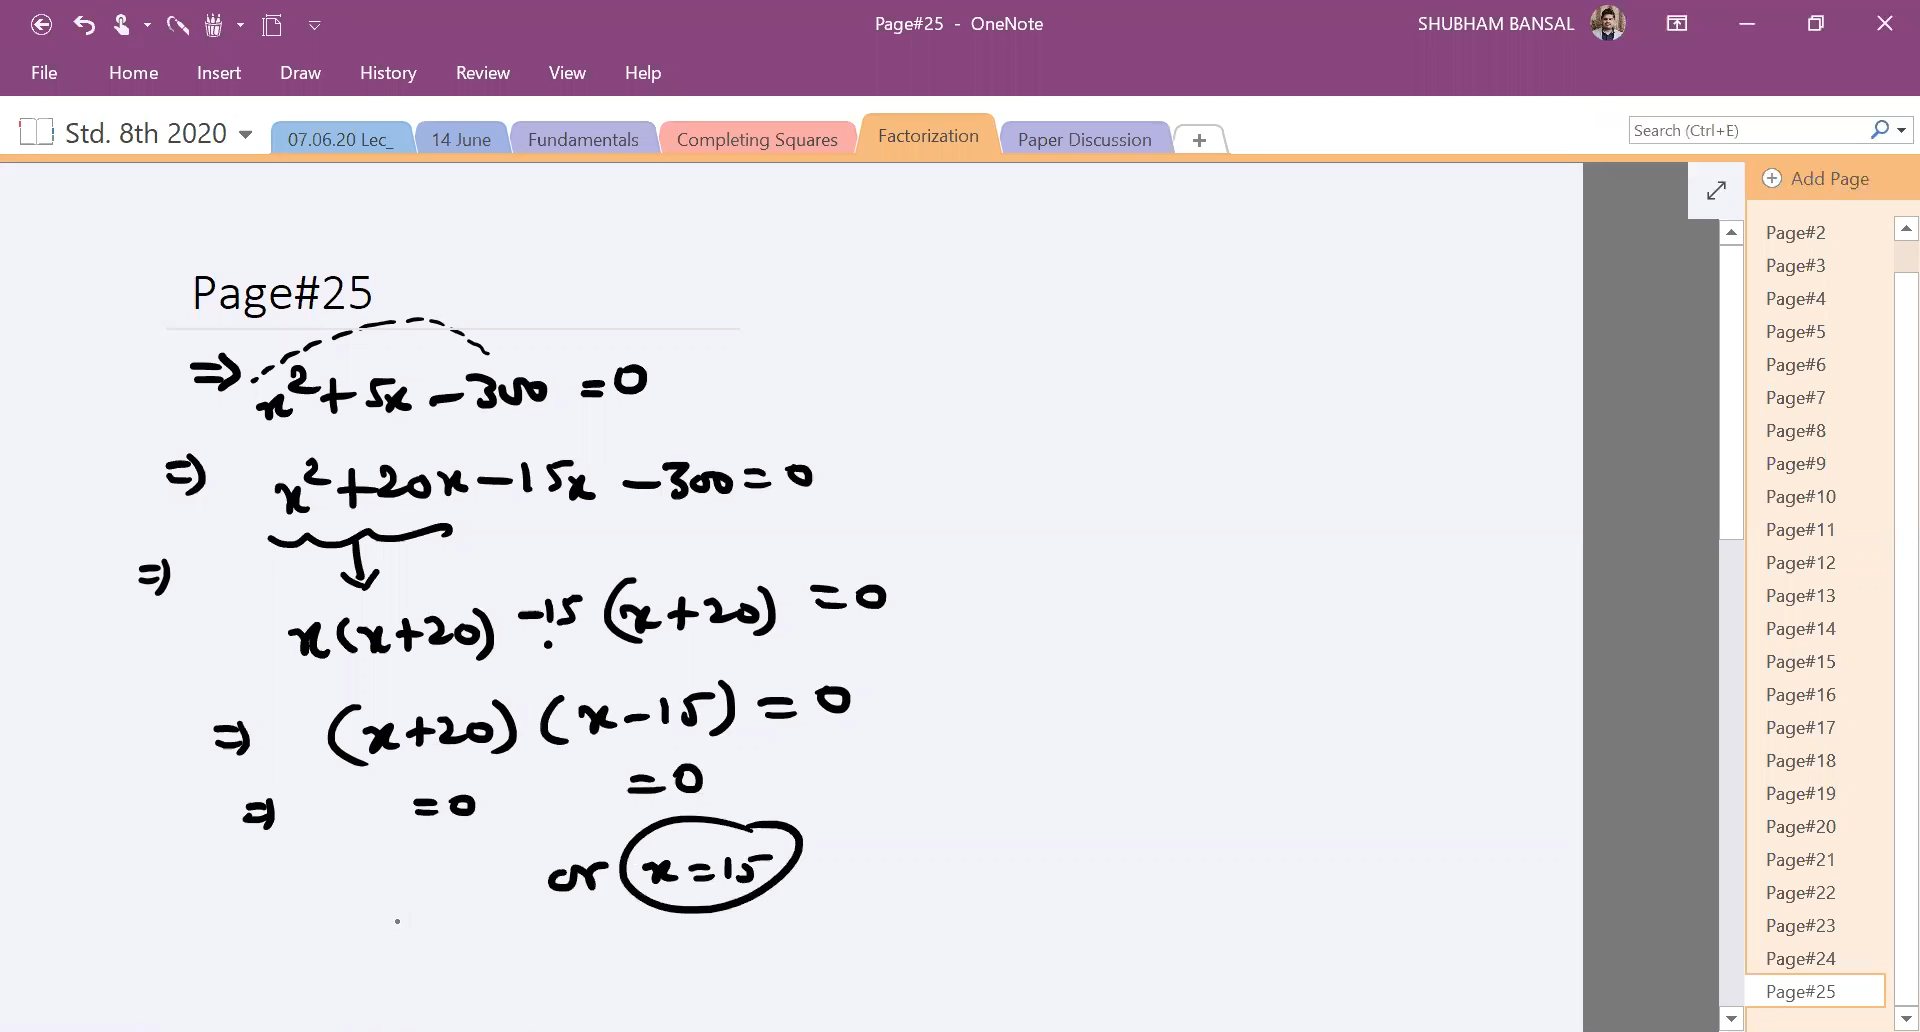 Page#25 - OneNote
SHUBHAM BANSAL
File Home Insert Draw History Review View Help
Std. 8th 2020
07.06.20 Lec_
14 June
Fundamentals
Completing Squares
Factorization
Paper Discussion
+
Search (Ctrl+E)
Page#25
⇒ x² + 5x - 300 = 0
⇒ x² + 20x - 15x - 300 = 0
⇒
x(x+20) -15 (x+20) = 0
⇒ (x+20) (x-15) = 0
= 0
⇒ = 0
or x = 15
Add Page
Page#2
Page#3
Page#4
Page#5
Page#6
Page#7
Page#8
Page#9
Page#10
Page#11
Page#12
Page#13
Page#14
Page#15
Page#16
Page#17
Page#18
Page#19
Page#20
Page#21
Page#22
Page#23
Page#24
Page#25